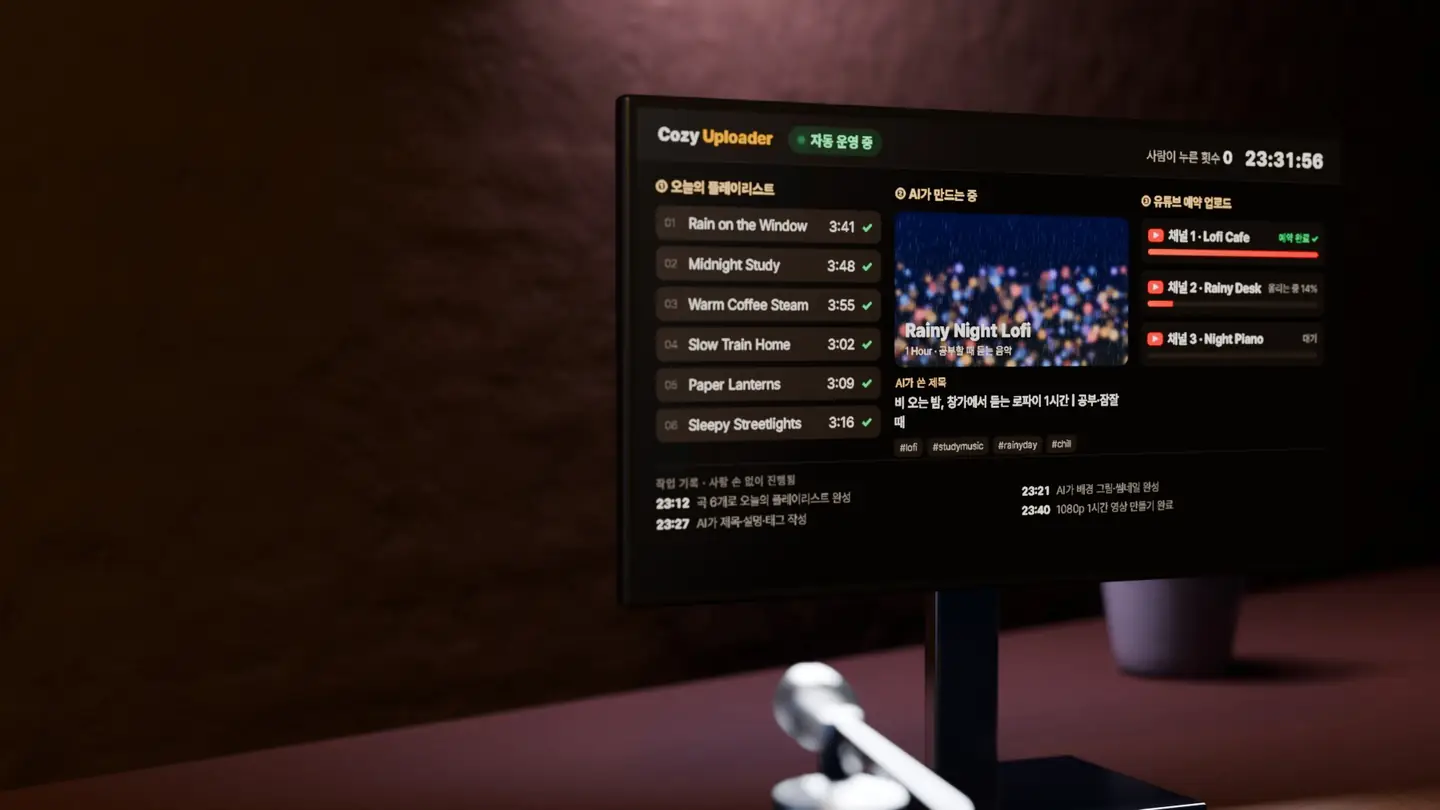 Cozy Uploader
자동 운영 중
사람이 누른 횟수 0 23:31:56
① 오늘의 플레이리스트
01 Rain on the Window 3:41 ✓
02 Midnight Study 3:48 ✓
03 Warm Coffee Steam 3:55 ✓
04 Slow Train Home 3:02 ✓
05 Paper Lanterns 3:09 ✓
06 Sleepy Streetlights 3:16 ✓
② AI가 만드는 중
Rainy Night Lofi
1 Hour · 공부할 때 듣는 음악
AI가 쓴 제목
비 오는 밤, 창가에서 듣는 로파이 1시간 | 공부·잠잘
때
#lofi #studymusic #rainyday #chill
③ 유튜브 예약 업로드
채널 1 · Lofi Cafe 예약 완료 ✓
채널 2 · Rainy Desk 올리는 중 14%
채널 3 · Night Piano 대기
작업 기록 · 사람 손 없이 진행됨
23:12 곡 6개로 오늘의 플레이리스트 완성
23:21 AI가 배경 그림·썸네일 완성
23:27 AI가 제목·설명·태그 작성
23:40 1080p 1시간 영상 만들기 완료